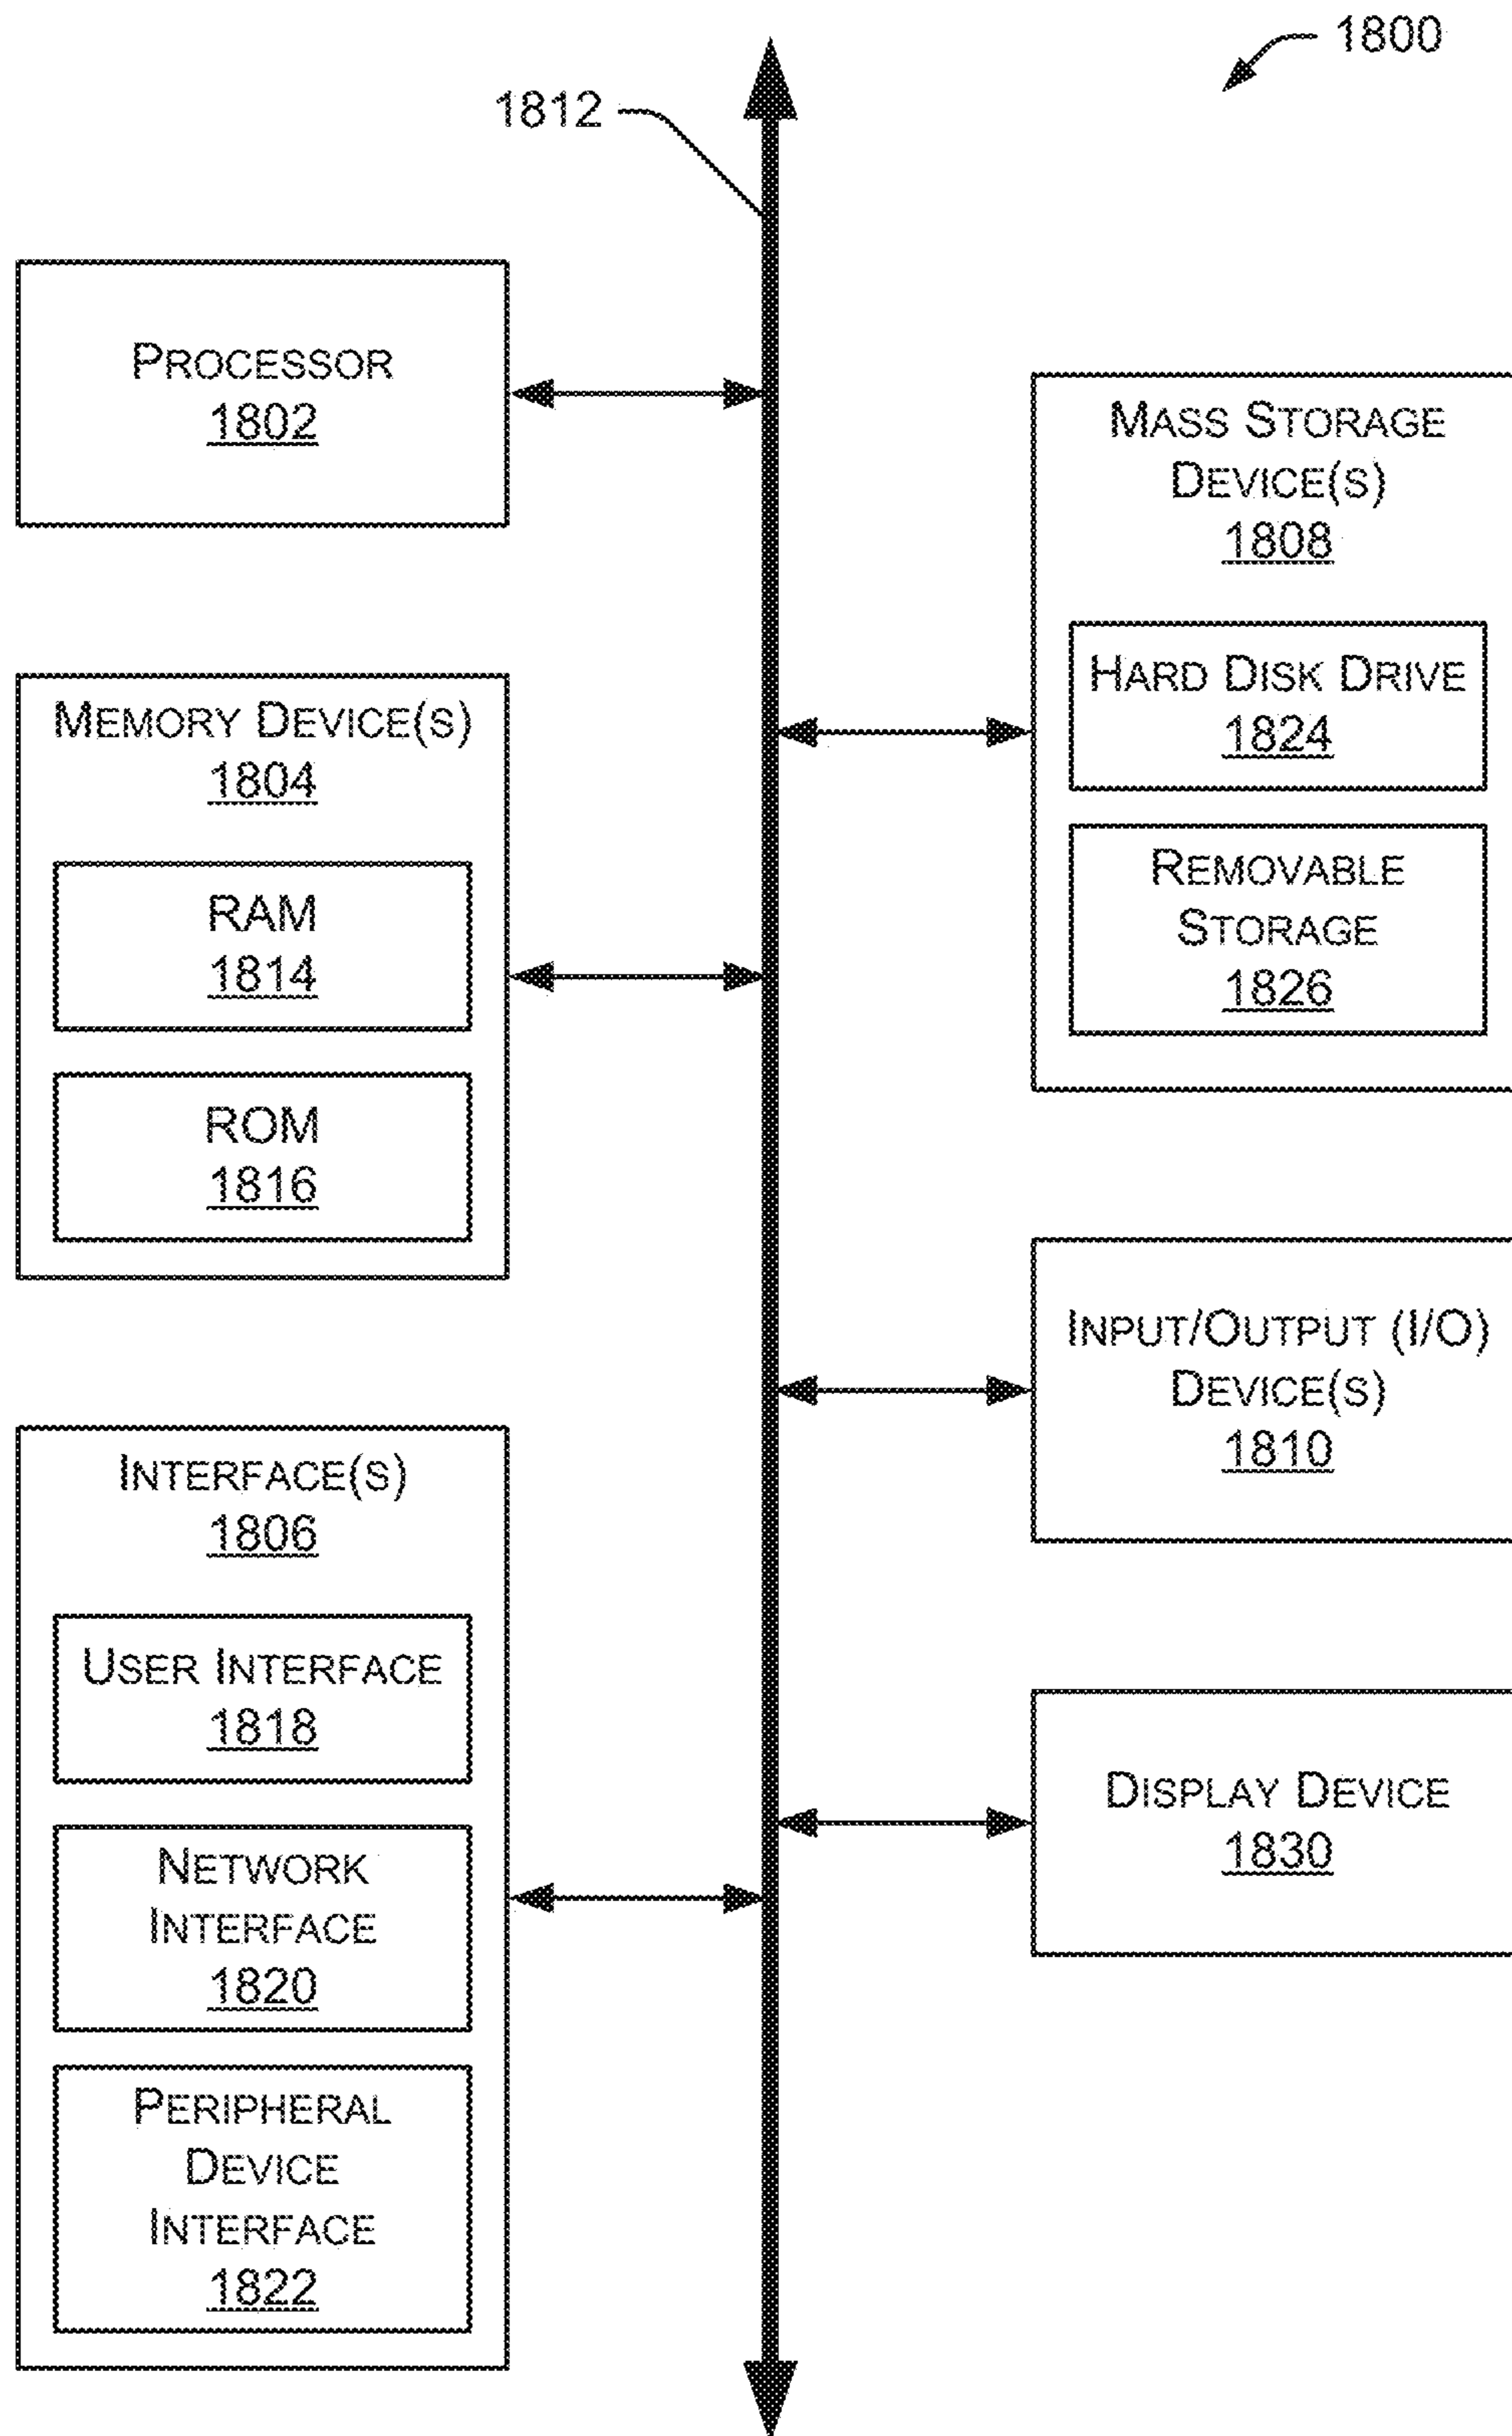 1800
1812
PROCESSOR
1802
MEMORY DEVICE(S)
1804
RAM
1814
ROM
1816
INTERFACE(S)
1806
USER INTERFACE
1818
NETWORK
INTERFACE
1820
PERIPHERAL
DEVICE
INTERFACE
1822
MASS STORAGE
DEVICE(S)
1808
HARD DISK DRIVE
1824
REMOVABLE
STORAGE
1826
INPUT/OUTPUT (I/O)
DEVICE(S)
1810
DISPLAY DEVICE
1830